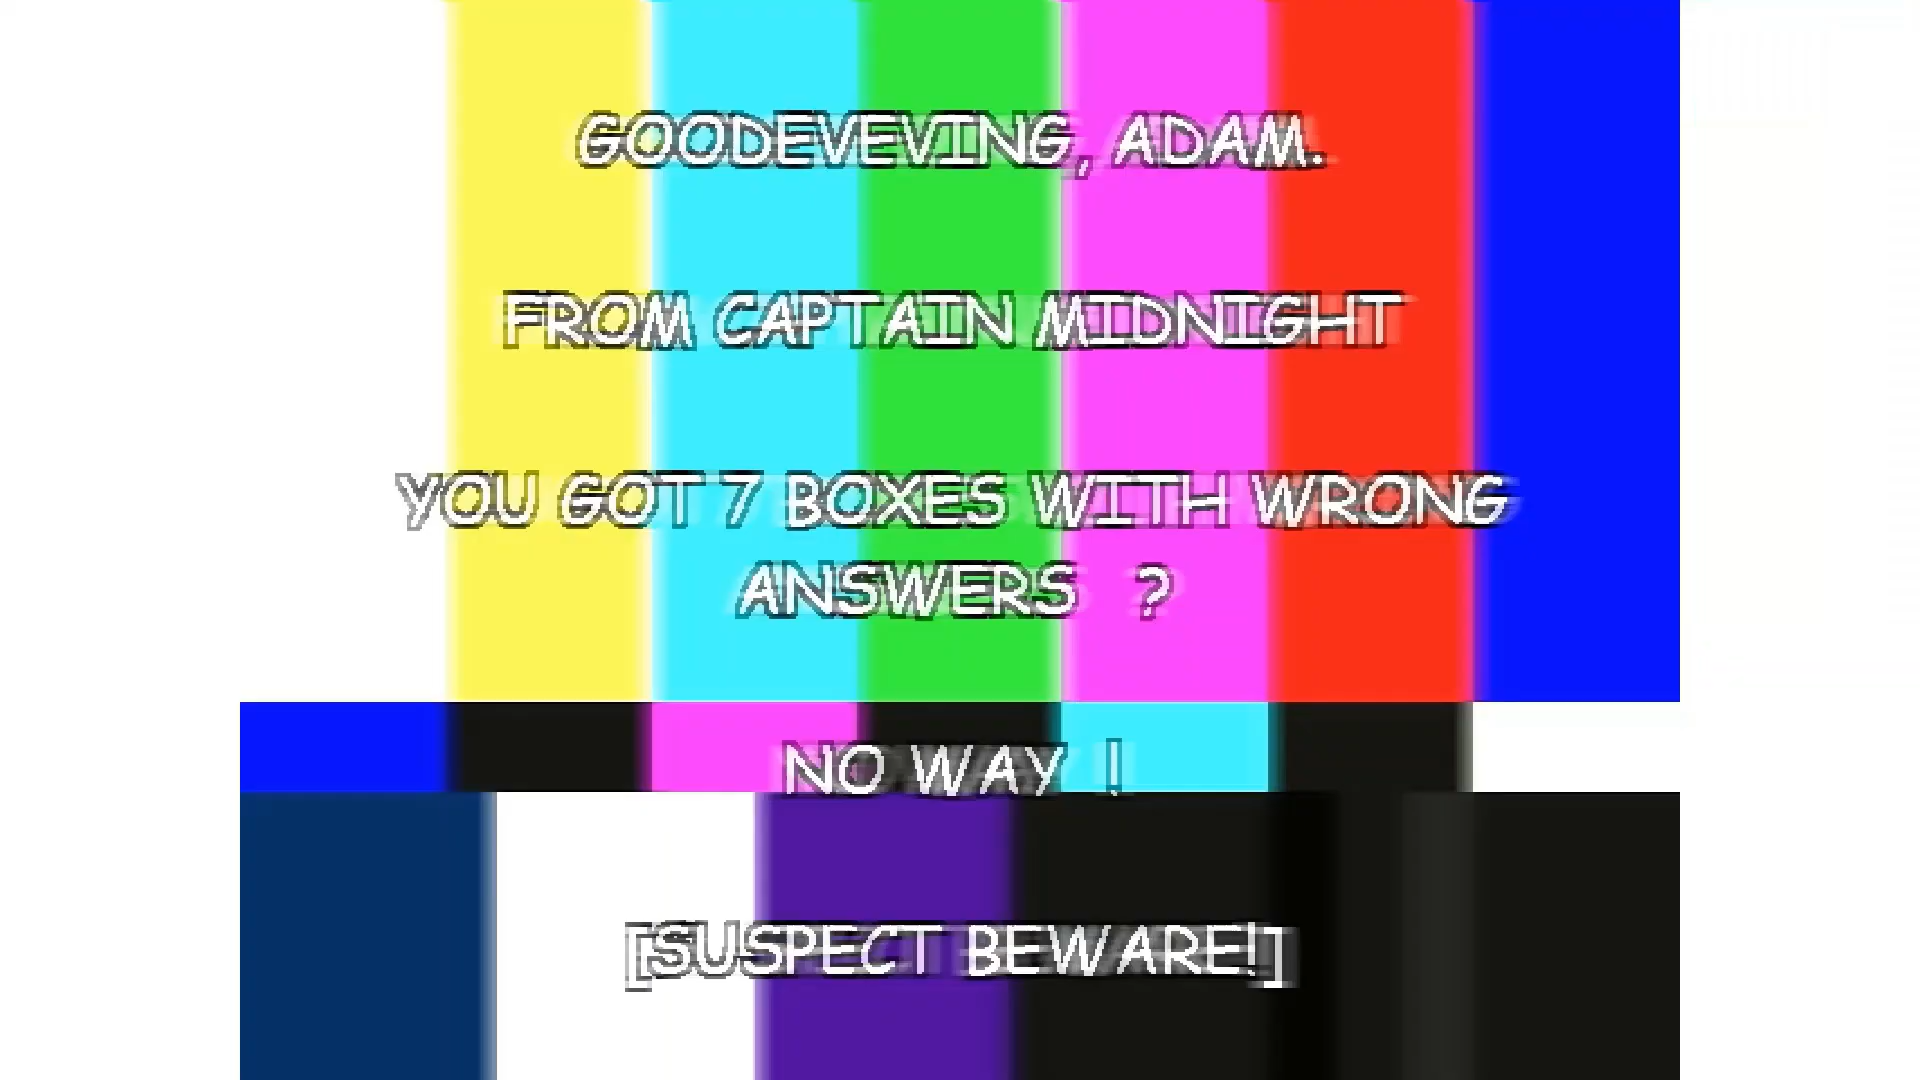 GOODEVEVING, ADAM.
FROM CAPTAIN MIDNIGHT
YOU GOT 7 BOXES WITH WRONG
ANSWERS ?
NO WAY !
[SUSPECT BEWARE!]